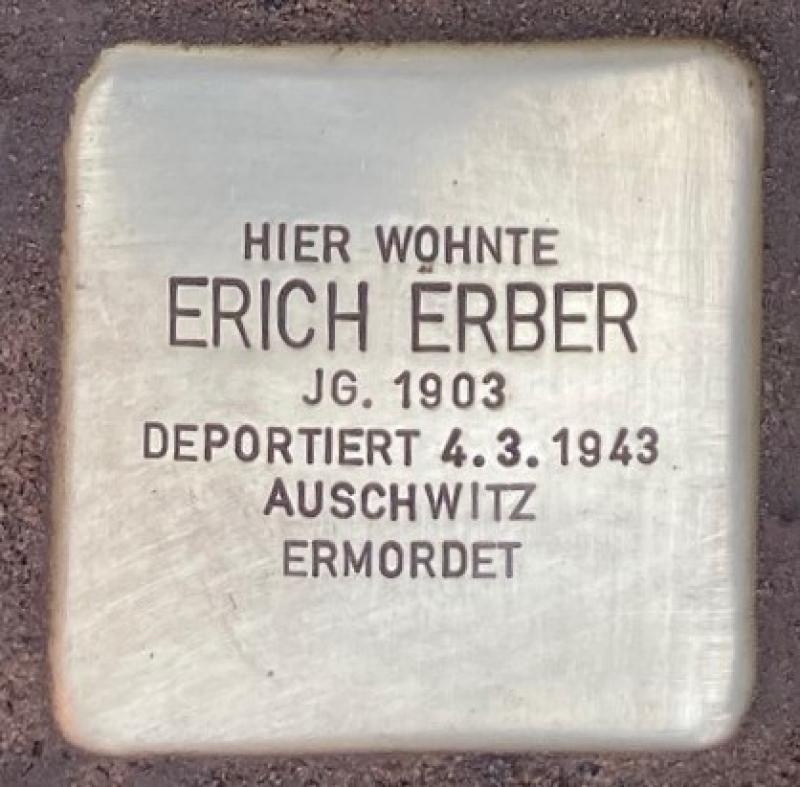 HIER WOHNTE
ERICH ERBER
JG. 1903
DEPORTIERT 4.3.1943
AUSCHWITZ
ERMORDET